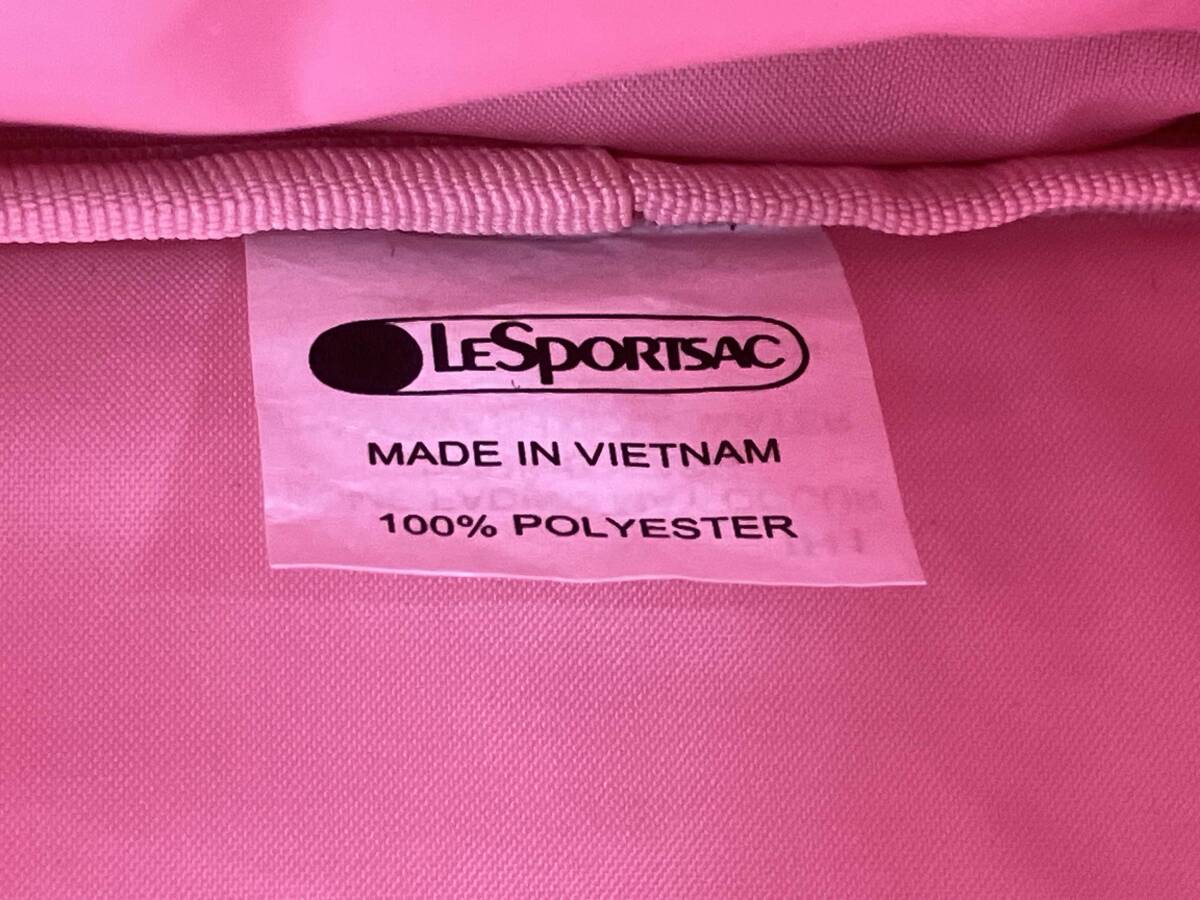 LESPORTSAC
MADE IN VIETNAM
100% POLYESTER